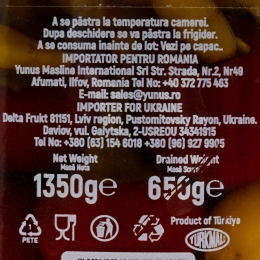 A se păstra la temperatura camerei.
După deschidere se va păstra la frigider.
A se consuma înainte de lot: Vezi pe capac..
IMPORTATOR PENTRU ROMANIA
Yunus Masline International Srl Str. Strada, Nr.2, Nr49
Afumati, Ilfov, Romania Tel No +40 372 775 463
E-mail: sales@yunus.ro
IMPORTER FOR UKRAINE
Delta Frukt 81151, Lviv region, Pustomitovsky Rayon, Ukraine.
Davlov, vul. Galytska, 2-USREOU 34341915
Tel No: +380 (63) 154 6018 +380 (96) 927 9905
Net Weight Drained Weight
Masă Netă Masă
1350g℮ 650g℮
1
PETE
Product of Türkiye
TÜRKMAL